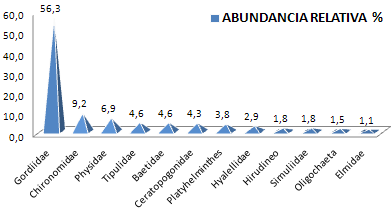 ABUNDANCIA RELATIVA %
60,0
50,0
40,0
30,0
20,0
10,0
0,0
56,3
9,2
6,9
4,6
4,6
4,3
3,8
2,9
1,8
1,8
1,5
1,1
Gordiidae
Chironomidae
Physidae
Tipulidae
Baetidae
Ceratopogonidae
Platyhelminthes
Hyalellidae
Hirudineo
Simuliidae
Oligochaeta
Elmidae